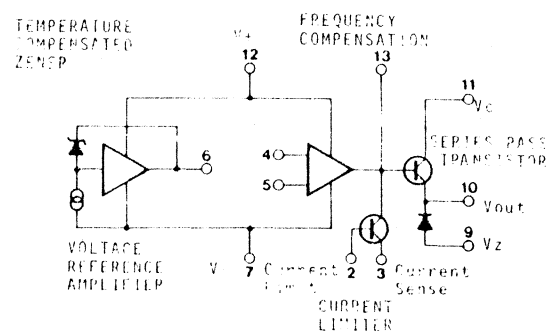 TEMPERATURE
COMPENSATED
ZENER
V+
12
FREQUENCY
COMPENSATION
13
11
Vc
SERIES PASS
TRANSISTOR
6
4
5
10
Vout
9
Vz
VOLTAGE
REFERENCE
AMPLIFIER
V
7
Current
Limit
2
3
Current
Sense
CURRENT
LIMITER